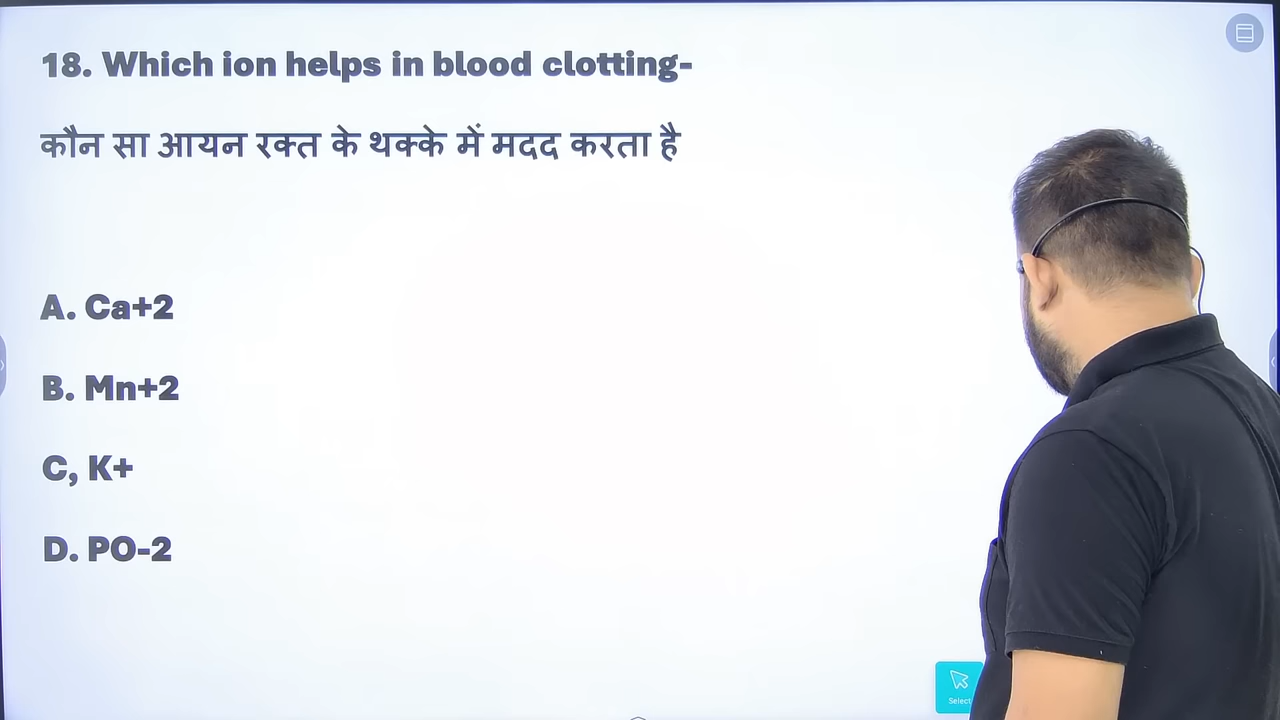 18. Which ion helps in blood clotting-
कौन सा आयन रक्त के थक्के में मदद करता है
A. Ca+2
B. Mn+2
C, K+
D. PO-2
Select